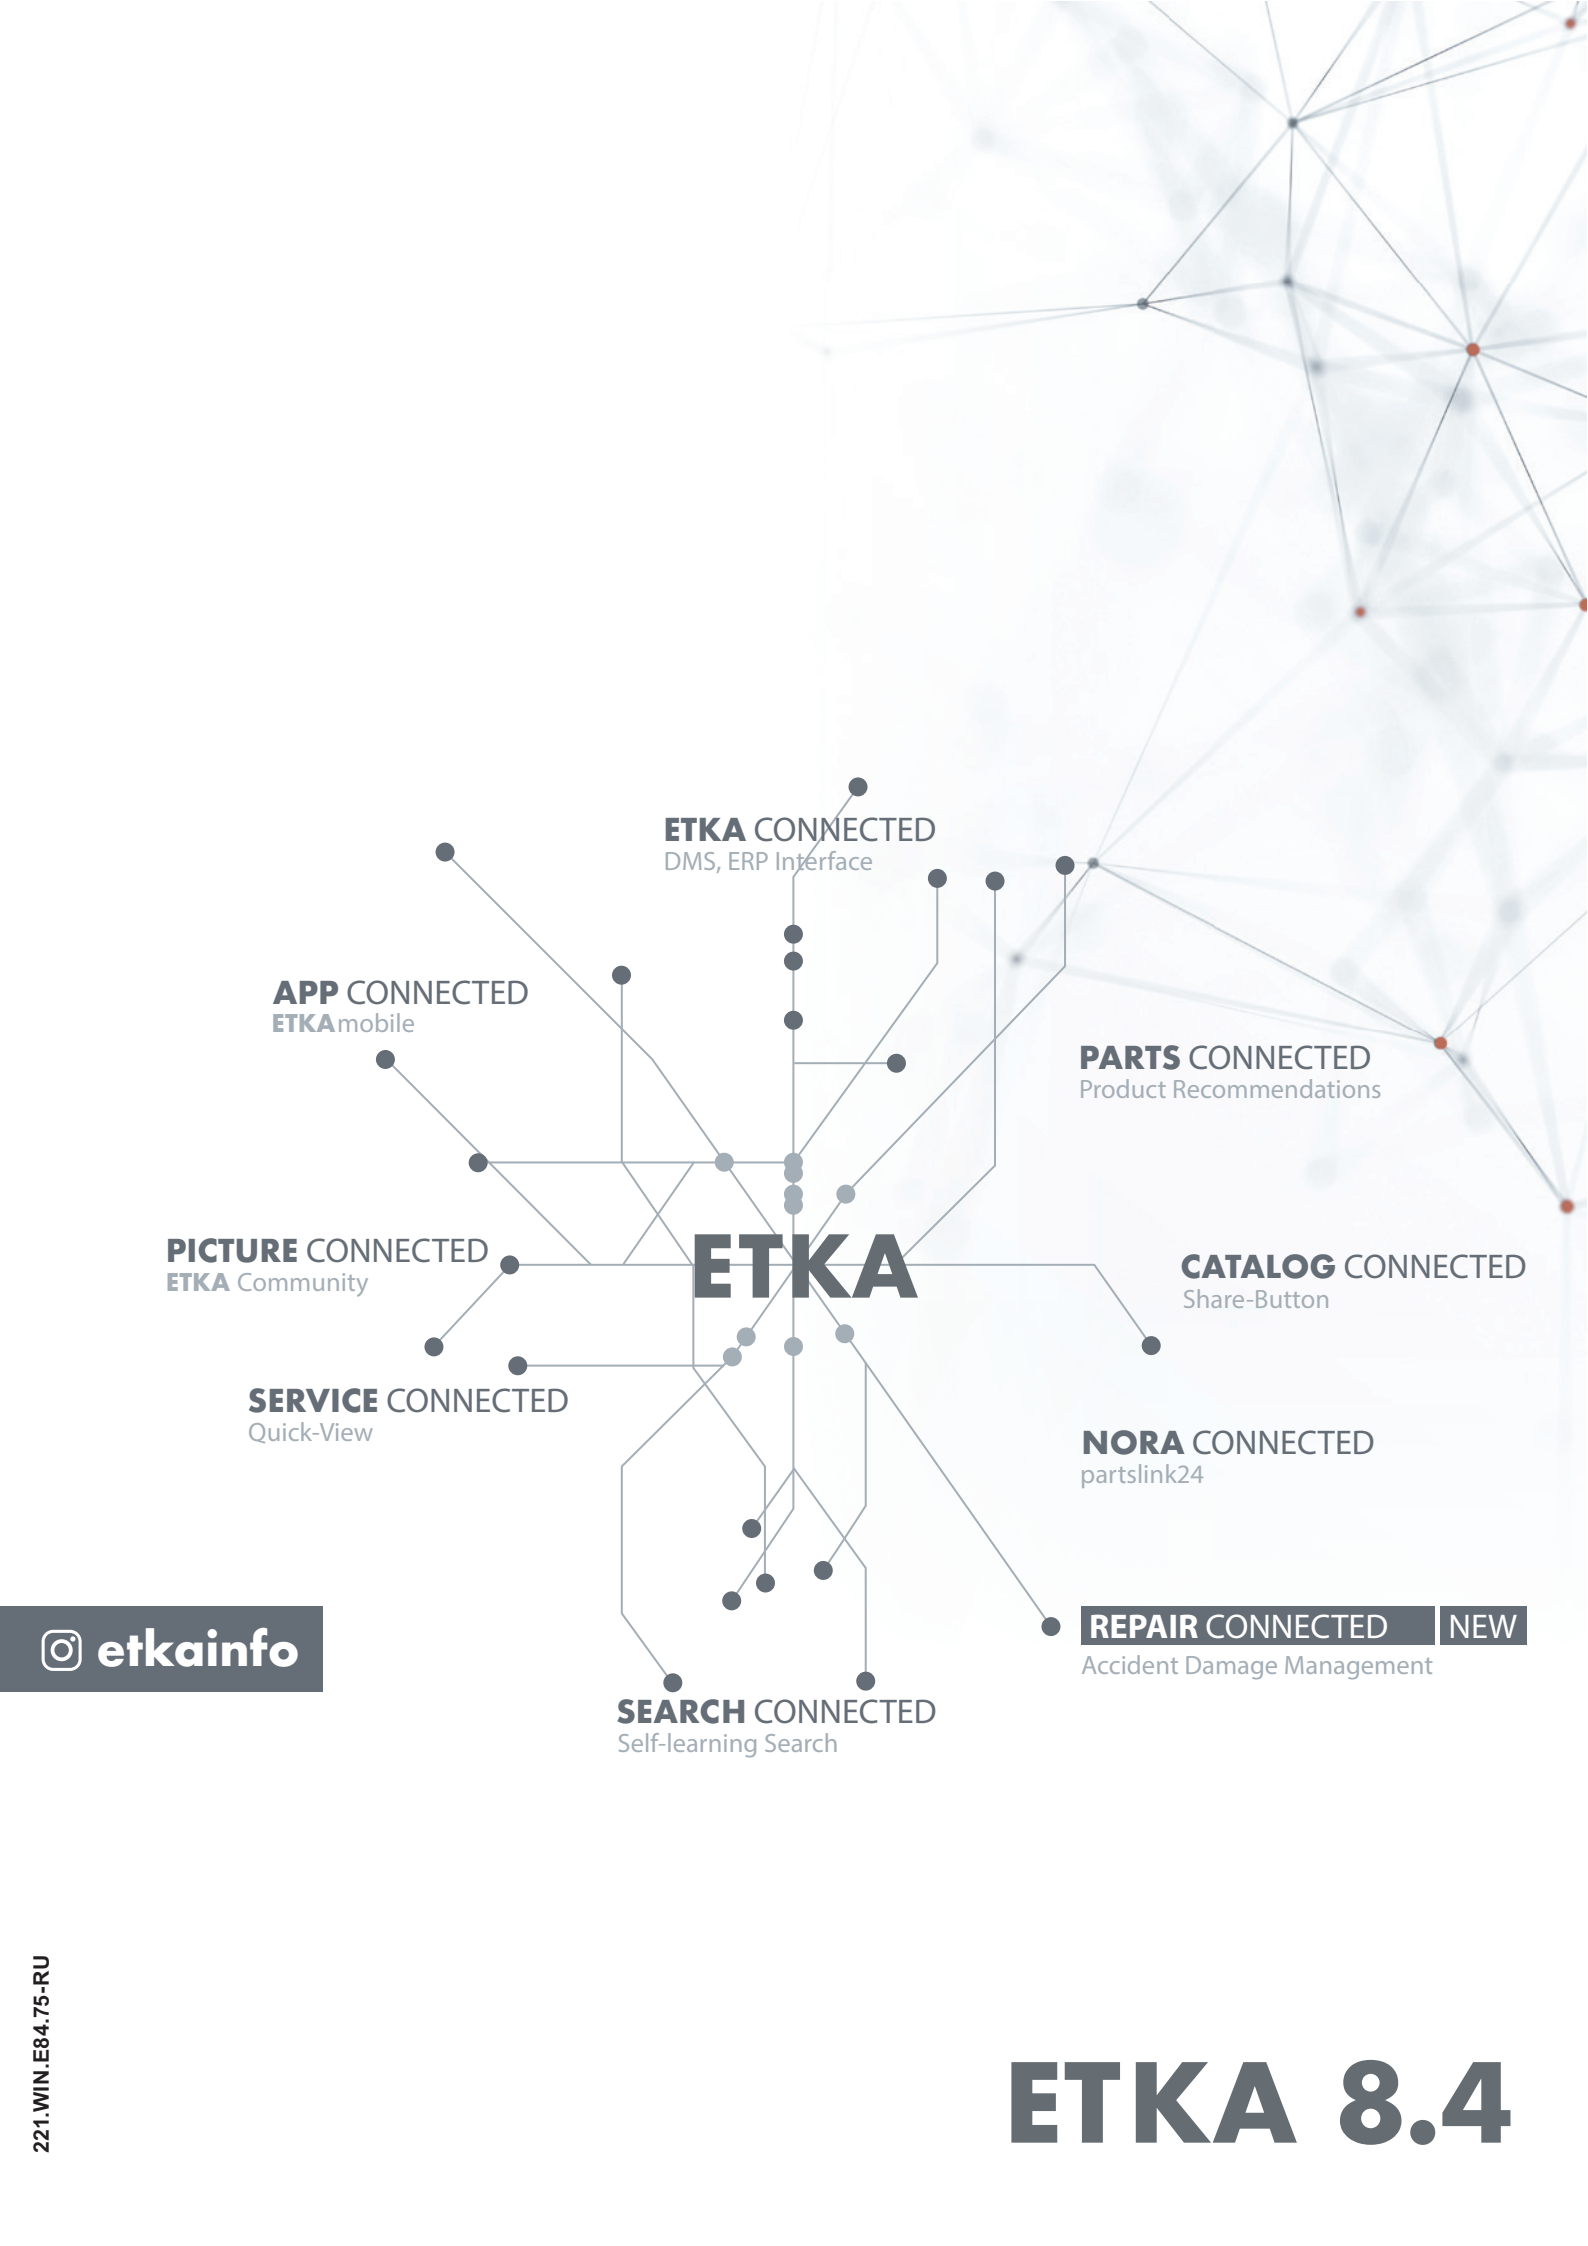 ETKA CONNECTED
DMS, ERP Interface
APP CONNECTED
ETKAmobile
PARTS CONNECTED
Product Recommendations
PICTURE CONNECTED
ETKA Community
ETKA
CATALOG CONNECTED
Share-Button
SERVICE CONNECTED
Quick-View
NORA CONNECTED
partslink24
etkainfo
REPAIR CONNECTED NEW
Accident Damage Management
SEARCH CONNECTED
Self-learning Search
221.WIN.E84.75-RU
ETKA 8.4